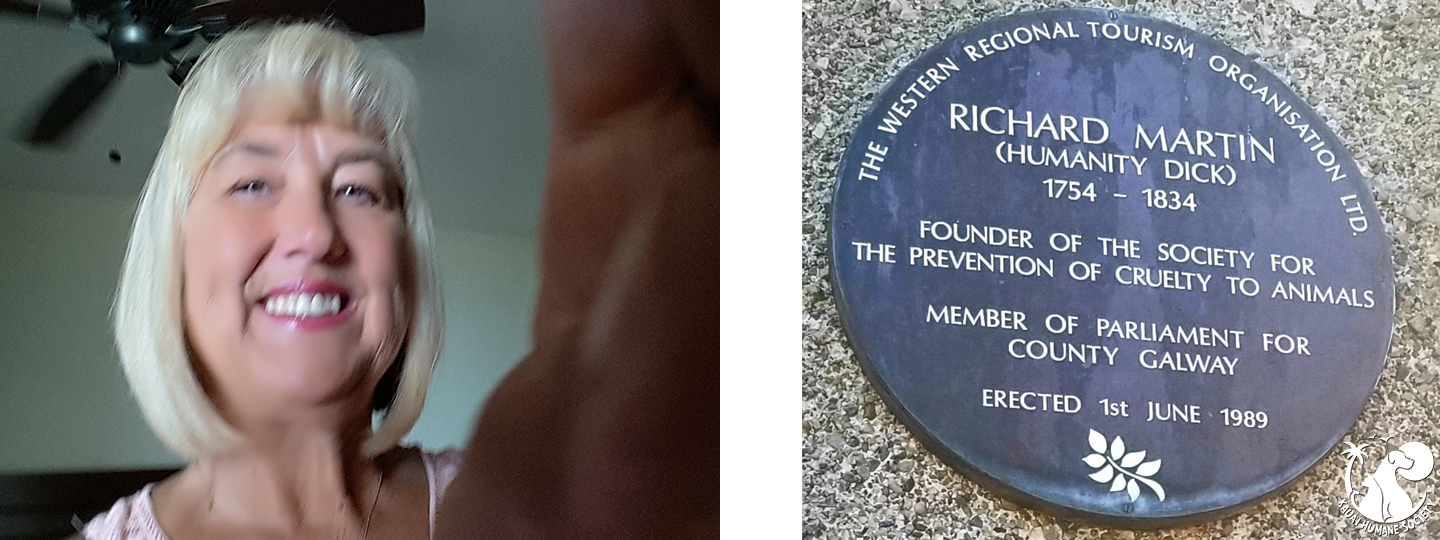 THE WESTERN REGIONAL TOURISM ORGANISATION LTD.
RICHARD MARTIN
(HUMANITY DICK)
1754 – 1834
FOUNDER OF THE SOCIETY FOR
THE PREVENTION OF CRUELTY TO ANIMALS
MEMBER OF PARLIAMENT FOR
COUNTY GALWAY
ERECTED 1st JUNE 1989
HUMANE SOCIETY